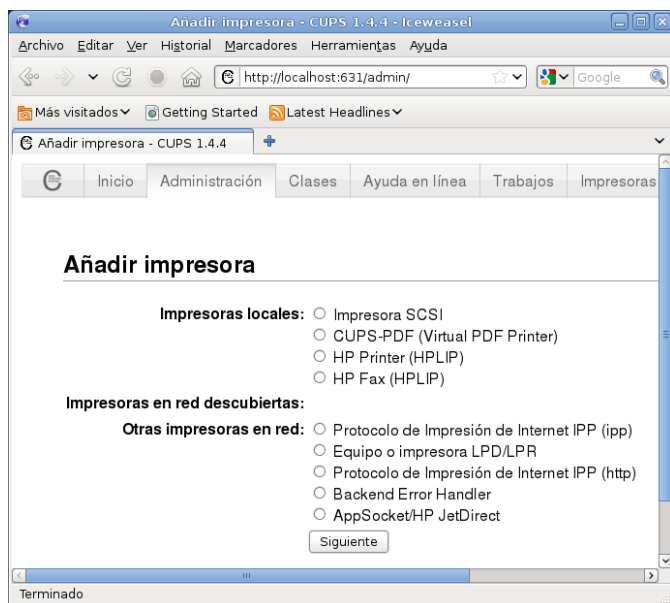 Añadir impresora - CUPS 1.4.4 - Iceweasel
Archivo Editar Ver Historial Marcadores Herramientas Ayuda
http://localhost:631/admin/ Google
Más visitados Getting Started Latest Headlines
Añadir impresora - CUPS 1.4.4
Inicio Administración Clases Ayuda en línea Trabajos Impresoras
Añadir impresora
Impresoras locales: Impresora SCSI
CUPS-PDF (Virtual PDF Printer)
HP Printer (HPLIP)
HP Fax (HPLIP)
Impresoras en red descubiertas:
Otras impresoras en red: Protocolo de Impresión de Internet IPP (ipp)
Equipo o impresora LPD/LPR
Protocolo de Impresión de Internet IPP (http)
Backend Error Handler
AppSocket/HP JetDirect
Siguiente
Terminado